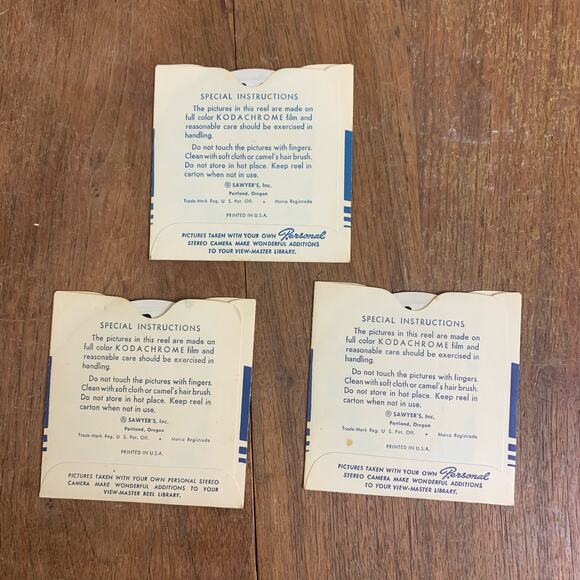 SPECIAL INSTRUCTIONS
The pictures in this reel are made on
full color KODACHROME film and
reasonable care should be exercised in
handling.
Do not touch the pictures with fingers.
Clean with soft cloth or camel's hair brush.
Do not store in hot place. Keep reel in
carton when not in use.
® SAWYER'S, Inc.
Portland, Oregon
Trade-Mark Reg. U. S. Pat. Off. • Marca Registrada
PRINTED IN U.S.A.
PICTURES TAKEN WITH YOUR OWN Personal
STEREO CAMERA MAKE WONDERFUL ADDITIONS
TO YOUR VIEW-MASTER LIBRARY.
SPECIAL INSTRUCTIONS
The pictures in this reel are made on
full color KODACHROME film and
reasonable care should be exercised in
handling.
Do not touch the pictures with fingers.
Clean with soft cloth or camel's hair brush.
Do not store in hot place. Keep reel in
carton when not in use.
® SAWYER'S, Inc.
Portland, Oregon
Trade-Mark Reg. U. S. Pat. Off. • Marca Registrada
PRINTED IN U.S.A.
PICTURES TAKEN WITH YOUR OWN PERSONAL STEREO
CAMERA MAKE WONDERFUL ADDITIONS TO YOUR
VIEW-MASTER REEL LIBRARY.
SPECIAL INSTRUCTIONS
The pictures in this reel are made on
full color KODACHROME film and
reasonable care should be exercised in
handling.
Do not touch the pictures with fingers.
Clean with soft cloth or camel's hair brush.
Do not store in hot place. Keep reel in
carton when not in use.
® SAWYER'S, Inc.
Portland, Oregon
Trade-Mark Reg. U. S. Pat. Off. • Marca Registrada
PRINTED IN U.S.A.
PICTURES TAKEN WITH YOUR OWN Personal
STEREO CAMERA MAKE WONDERFUL ADDITIONS
TO YOUR VIEW-MASTER LIBRARY.